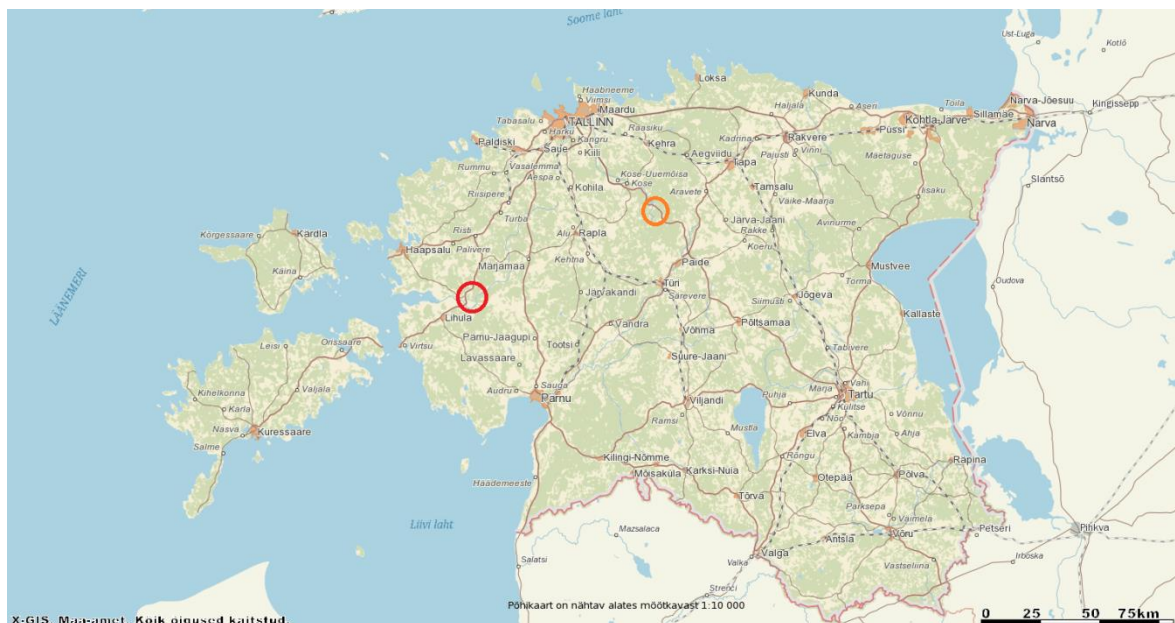 Soome laht
Ust-Luga
Kotlõ
Loksa
Haabneeme
Viimsi
Maardu
Kunda
Narva-Jõesuu
Tabasalu
TALLINN
Haljala
Aseri
Toila
Sillamäe
Kingissepp
Harku
Raasiku
Kohtla-Järve
Narva
Paldiski
Saue
Kangru
Kiili
Kehra
Kadrina
Rakvere
Püssi
Vasalemma
Aegviidu
Pajusti
Vinni
Mäetaguse
Rummu
Tapa
Slantsõ
Riisipere
Aespa
Kohila
Kose-Uuemõisa
Kose
Aravete
Tamsalu
Väike-Maarja
Iisaku
Turba
Järva-Jaani
Avinurme
Kõrgessaare
Kärdla
Risti
Alu
Rapla
Rakke
Koeru
Haapsalu
Palivere
Käina
Märjamaa
Kehtna
Paide
Mustvee
LÄÄNEMERI
Türi
Torma
Oudova
Järvakandi
Särevere
Siimusti
Jõgeva
Lihula
Kallaste
Vändra
Võhma
Põltsamaa
Virtsu
Pärnu-Jaagupi
Tootsi
Orissaare
Leisi
Tabivere
Lavassaare
Suure-Jaani
Kihelkonna
Valjala
Audru
Sauga
Marja
Vahi
Kärla
Pärnu
Viljandi
Puhja
Tartu
Külitse
Nasva
Kuressaare
Ramsi
Nõo
Võnnu
Salme
Mustla
Elva
Kambja
Ahja
Rõngu
Kilingi-Nõmme
Räpina
Häädemeeste
Mõisaküla
Karksi-Nuia
Otepää
Põlva
Tõrva
Parksepa
Liivi laht
Väimela
Mazsalaca
Petseri
Pihkva
Antsla
Võru
Valga
Irboska
Salatsi
Valka
Vastseliina
Strenči
Põhikaart on nähtav alates mõõtkavast 1:10 000
0 25 50 75km
X-GIS, Maa-amet. Kõik õigused kaitstud